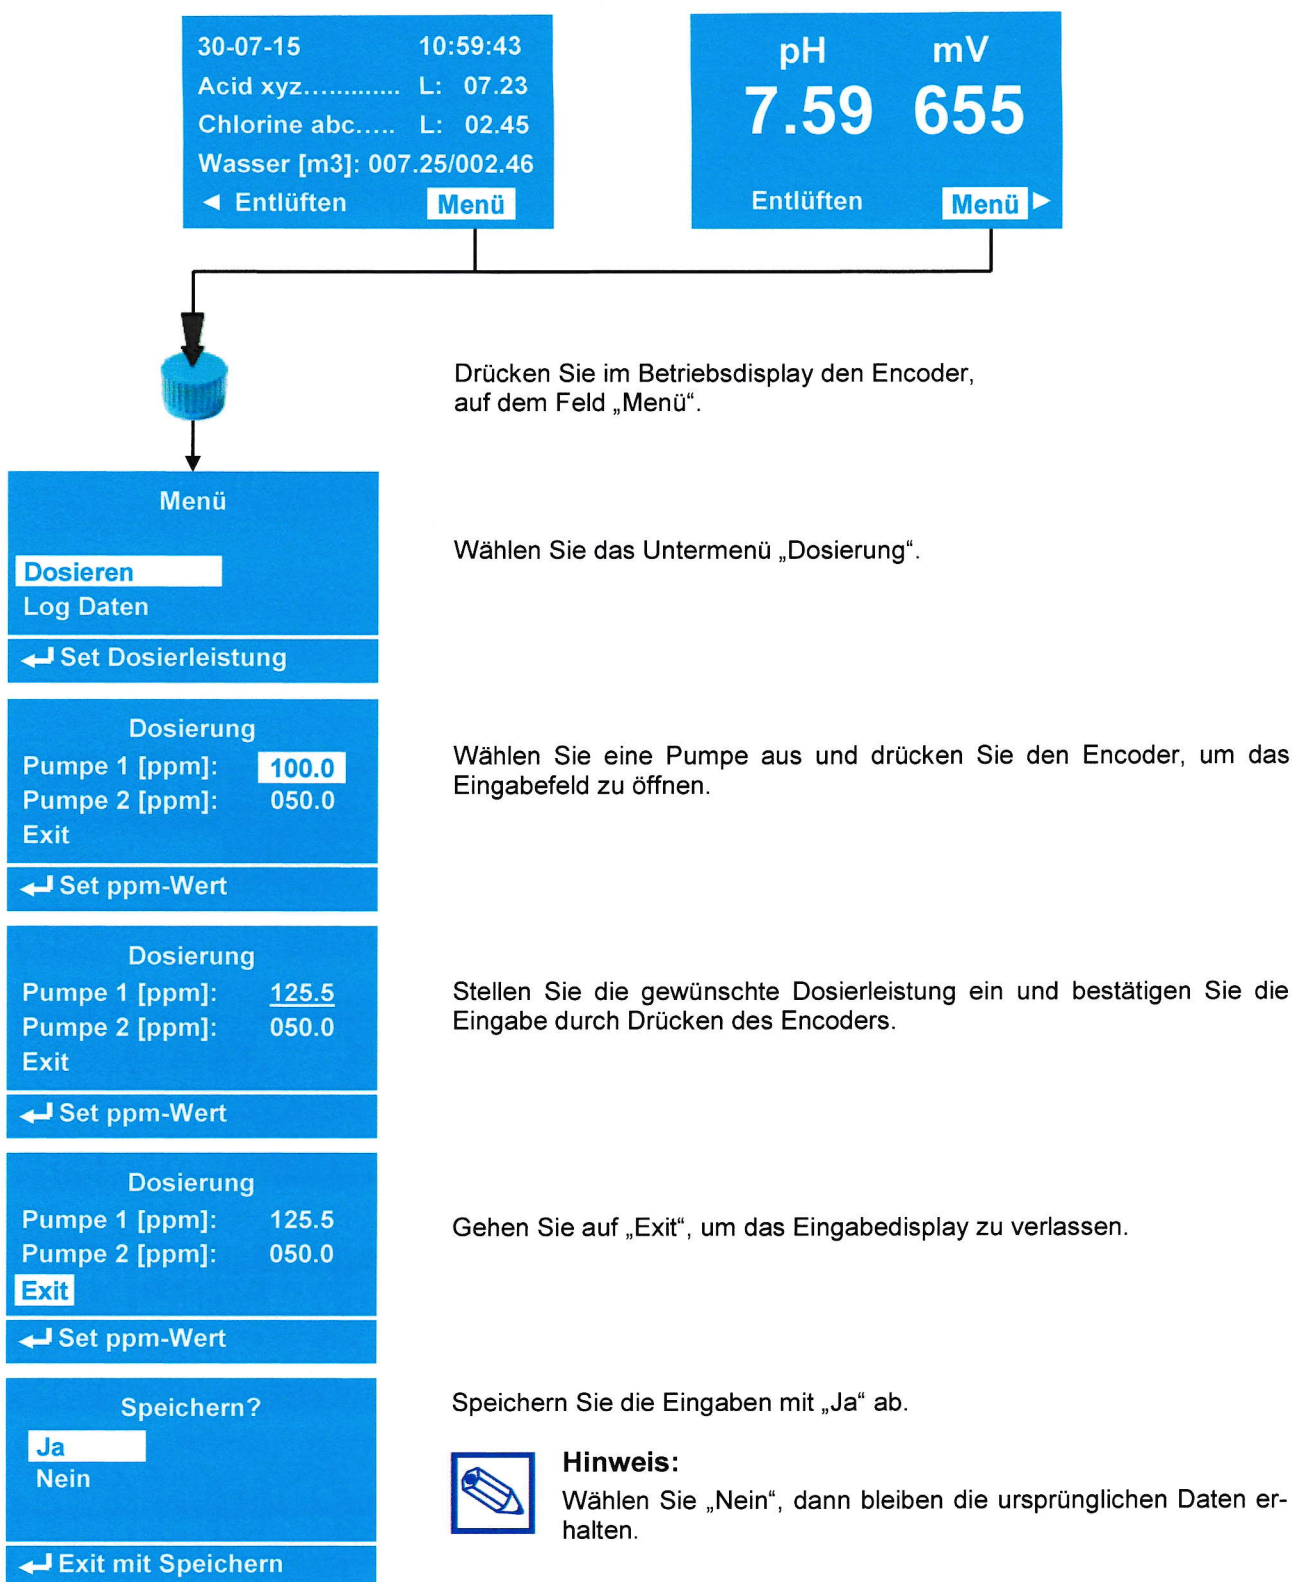 30-07-15 10:59:43
Acid xyz............. L: 07.23
Chlorine abc..... L: 02.45
Wasser [m3]: 007.25/002.46
◄ Entlüften Menü
pH mV
7.59 655
Entlüften Menü ►
Drücken Sie im Betriebsdisplay den Encoder,
auf dem Feld „Menü“.
Menü
Dosieren
Log Daten
↵ Set Dosierleistung
Wählen Sie das Untermenü „Dosierung“.
Dosierung
Pumpe 1 [ppm]: 100.0
Pumpe 2 [ppm]: 050.0
Exit
↵ Set ppm-Wert
Wählen Sie eine Pumpe aus und drücken Sie den Encoder, um das
Eingabefeld zu öffnen.
Dosierung
Pumpe 1 [ppm]: 125.5
Pumpe 2 [ppm]: 050.0
Exit
↵ Set ppm-Wert
Stellen Sie die gewünschte Dosierleistung ein und bestätigen Sie die
Eingabe durch Drücken des Encoders.
Dosierung
Pumpe 1 [ppm]: 125.5
Pumpe 2 [ppm]: 050.0
Exit
↵ Set ppm-Wert
Gehen Sie auf „Exit“, um das Eingabedisplay zu verlassen.
Speichern?
Ja
Nein
↵ Exit mit Speichern
Speichern Sie die Eingaben mit „Ja“ ab.
Hinweis:
Wählen Sie „Nein“, dann bleiben die ursprünglichen Daten er-
halten.